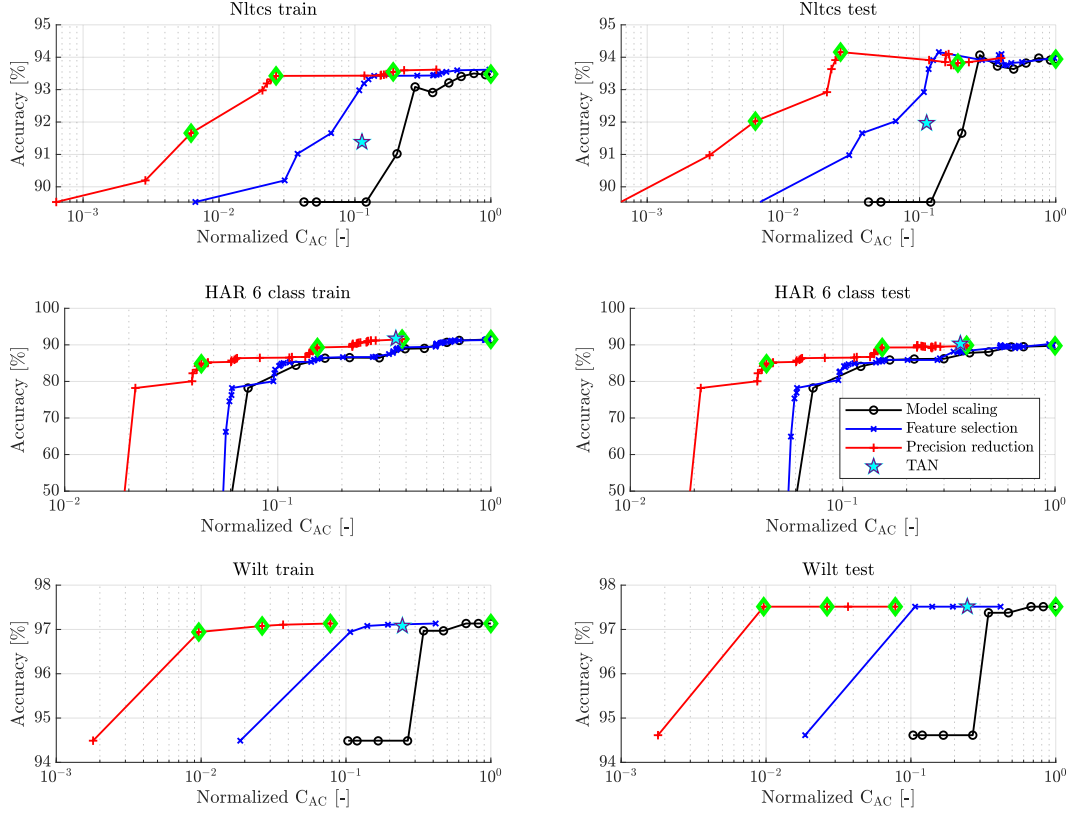 Nltcs train
95
94
93
92
91
90
Accuracy [%]
10^-3 10^-2 10^-1 10^0
Normalized C_AC [-]
Nltcs test
95
94
93
92
91
90
Accuracy [%]
10^-3 10^-2 10^-1 10^0
Normalized C_AC [-]
HAR 6 class train
100
90
80
70
60
50
Accuracy [%]
10^-2 10^-1 10^0
Normalized C_AC [-]
HAR 6 class test
100
90
80
70
60
50
Accuracy [%]
Model scaling
Feature selection
Precision reduction
TAN
10^-2 10^-1 10^0
Normalized C_AC [-]
Wilt train
98
97
96
95
94
Accuracy [%]
10^-3 10^-2 10^-1 10^0
Normalized C_AC [-]
Wilt test
98
97
96
95
94
Accuracy [%]
10^-3 10^-2 10^-1 10^0
Normalized C_AC [-]